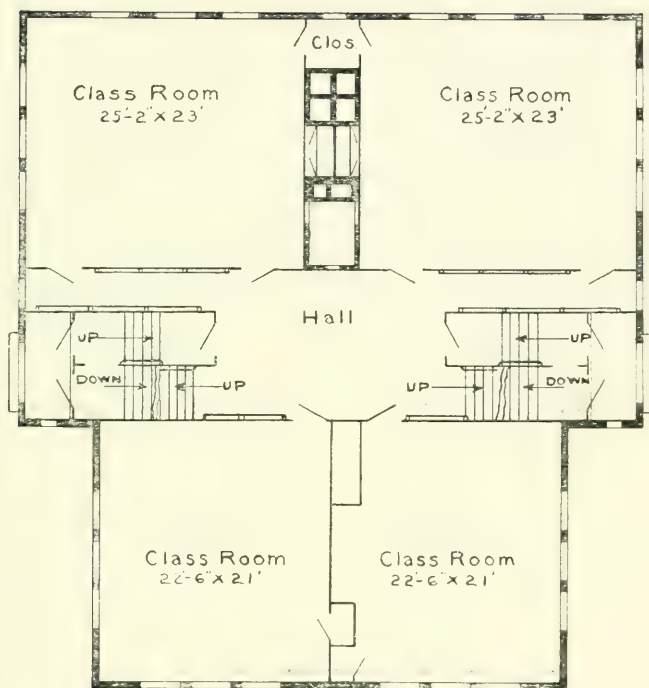 Clos
Class Room
25'-2" X 23'
Class Room
25'-2" X 23'
Hall
UP
DOWN
UP
UP
UP
DOWN
Class Room
22'-6" X 21'
Class Room
22'-6" X 21'